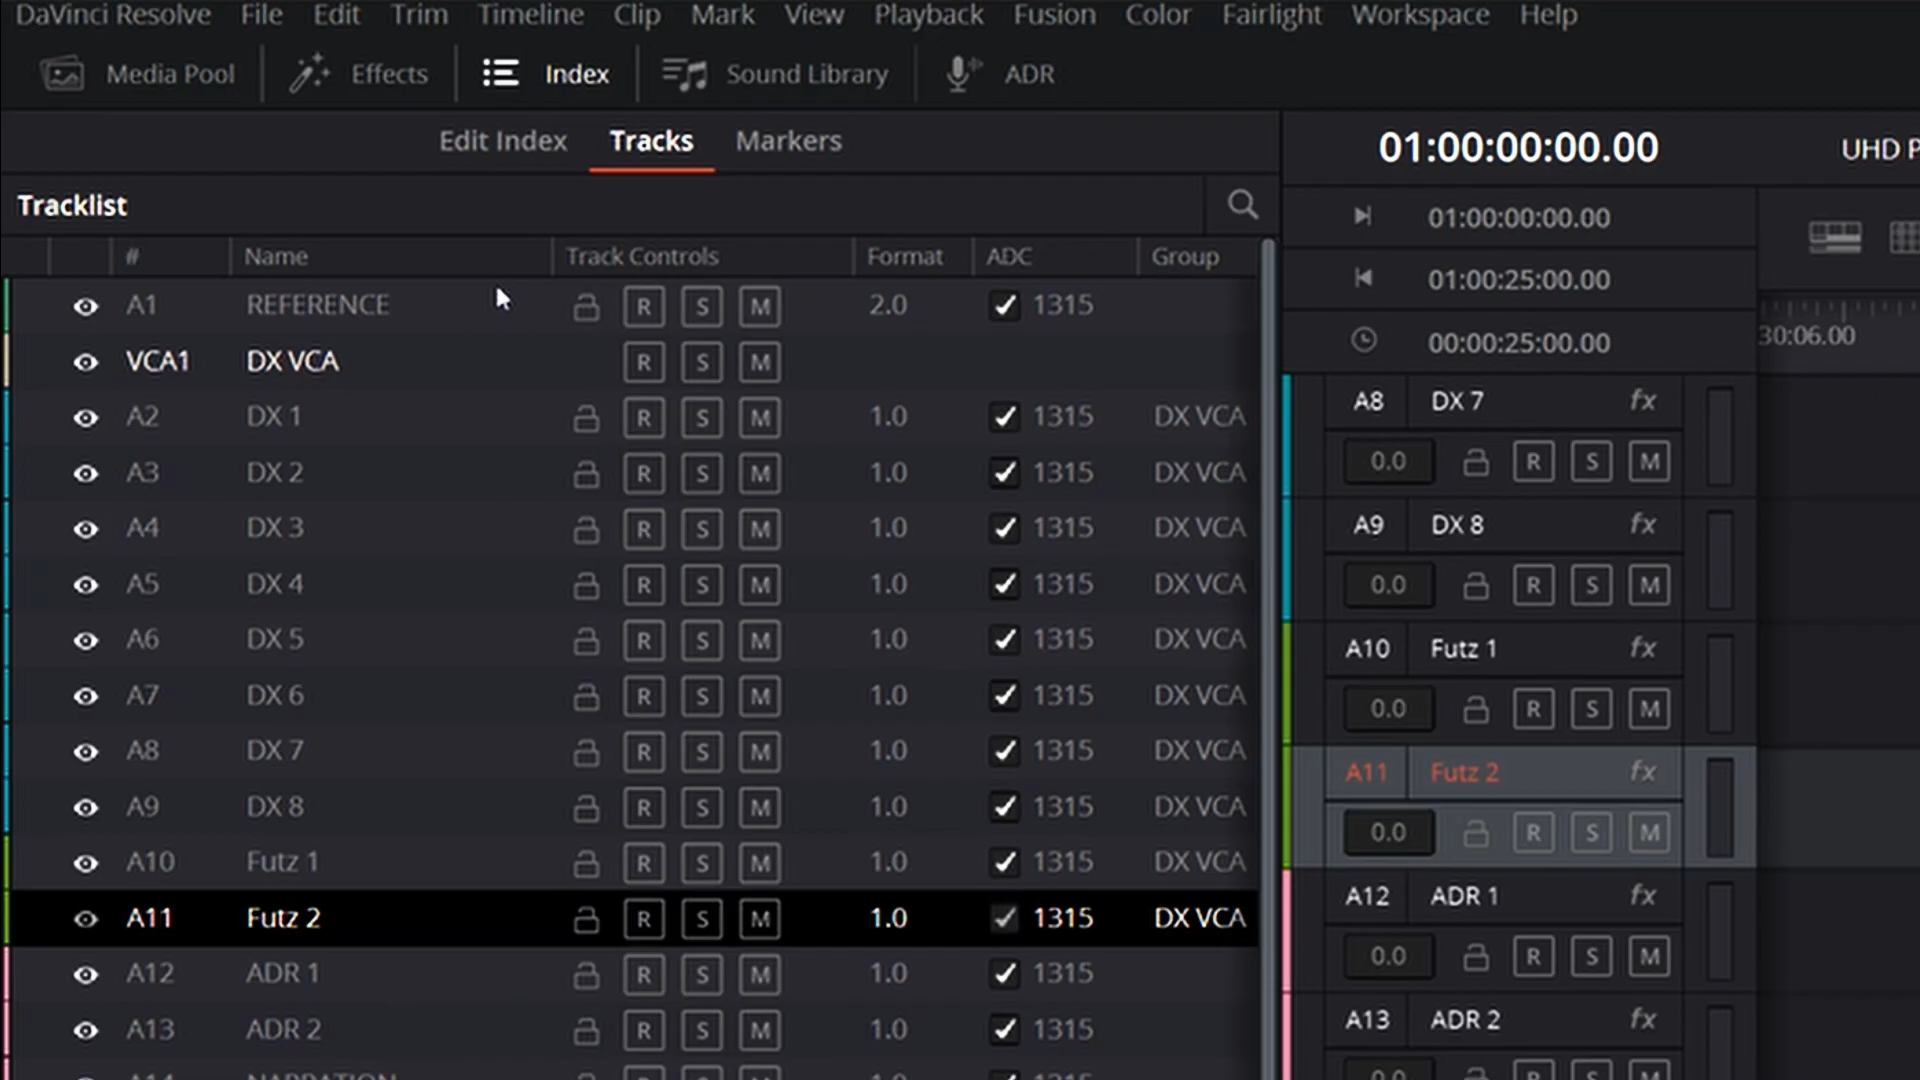 DaVinci Resolve File Edit Trim Timeline Clip Mark View Playback Fusion Color Fairlight Workspace Help
Media Pool Effects Index Sound Library ADR
Edit Index Tracks Markers
Tracklist
# Name Track Controls Format ADC Group
A1 REFERENCE R S M 2.0 1315
VCA1 DX VCA R S M
A2 DX 1 R S M 1.0 1315 DX VCA
A3 DX 2 R S M 1.0 1315 DX VCA
A4 DX 3 R S M 1.0 1315 DX VCA
A5 DX 4 R S M 1.0 1315 DX VCA
A6 DX 5 R S M 1.0 1315 DX VCA
A7 DX 6 R S M 1.0 1315 DX VCA
A8 DX 7 R S M 1.0 1315 DX VCA
A9 DX 8 R S M 1.0 1315 DX VCA
A10 Futz 1 R S M 1.0 1315 DX VCA
A11 Futz 2 R S M 1.0 1315 DX VCA
A12 ADR 1 R S M 1.0 1315
A13 ADR 2 R S M 1.0 1315
A14 NARRATION 1.0 1315
01:00:00:00.00 UHD P
01:00:00:00.00
01:00:25:00.00
00:00:25:00.00
30:06.00
A8 DX 7 fx
0.0 R S M
A9 DX 8 fx
0.0 R S M
A10 Futz 1 fx
0.0 R S M
A11 Futz 2 fx
0.0 R S M
A12 ADR 1 fx
0.0 R S M
A13 ADR 2 fx
0.0 R S M